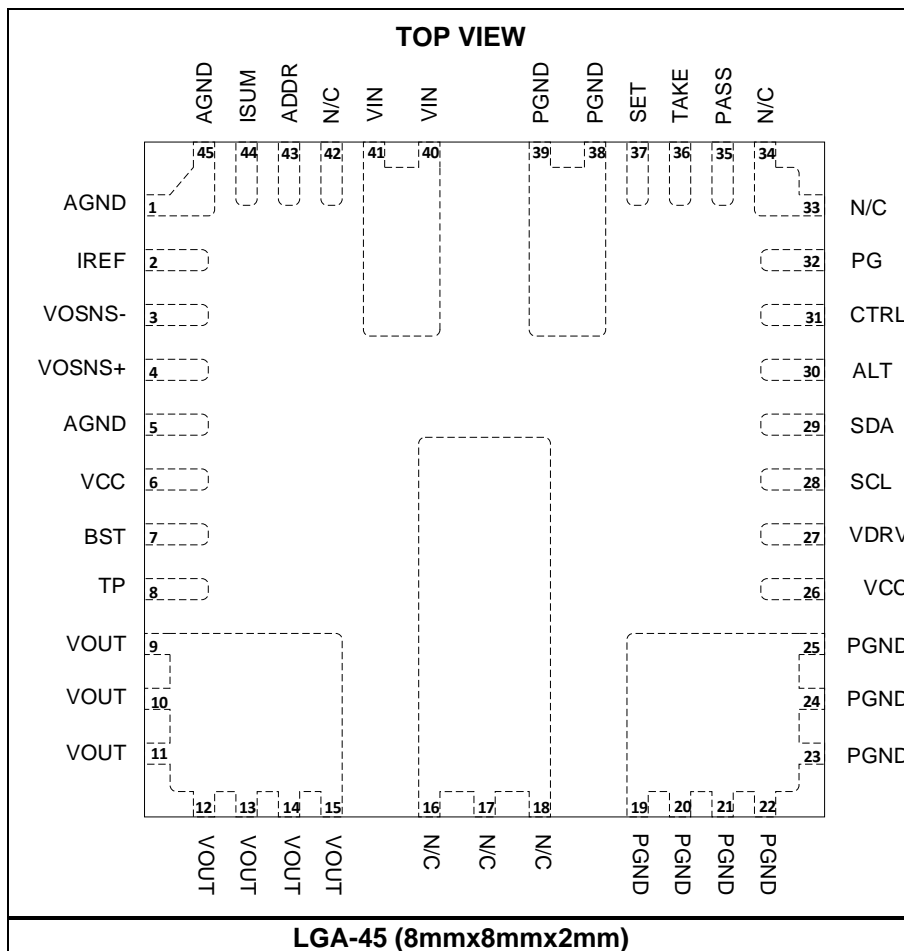 TOP VIEW
AGND ISUM ADDR N/C VIN VIN PGND PGND SET TAKE PASS N/C
45 44 43 42 41 40 39 38 37 36 35 34
AGND 1 33 N/C
IREF 2 32 PG
VOSNS- 3 31 CTRL
VOSNS+ 4 30 ALT
AGND 5 29 SDA
VCC 6 28 SCL
BST 7 27 VDRV
TP 8 26 VCC
VOUT 9 25 PGND
VOUT 10 24 PGND
VOUT 11 23 PGND
12 13 14 15 16 17 18 19 20 21 22
VOUT VOUT VOUT VOUT N/C N/C N/C PGND PGND PGND PGND
LGA-45 (8mmx8mmx2mm)